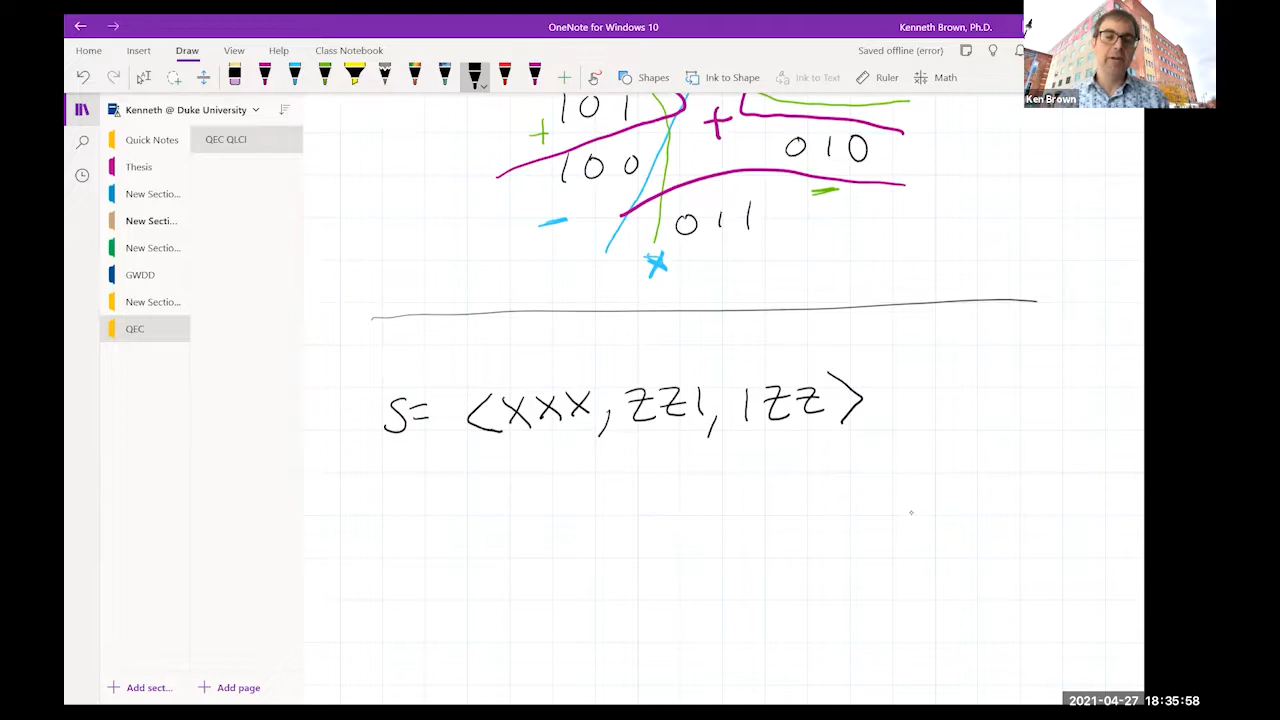 OneNote for Windows 10
Kenneth Brown, Ph.D.
Home Insert Draw View Help Class Notebook
Saved offline (error)
Shapes Ink to Shape Ink to Text Ruler Math
Ken Brown
Kenneth @ Duke University
Quick Notes
Thesis
New Sectio...
New Secti...
New Sectio...
GWDD
New Sectio...
QEC
QEC QLCI
101
+
100
-
+
010
-
011
x
S= <XXX, ZZ1, 1ZZ>
Add sect...
Add page
2021-04-27 18:35:58